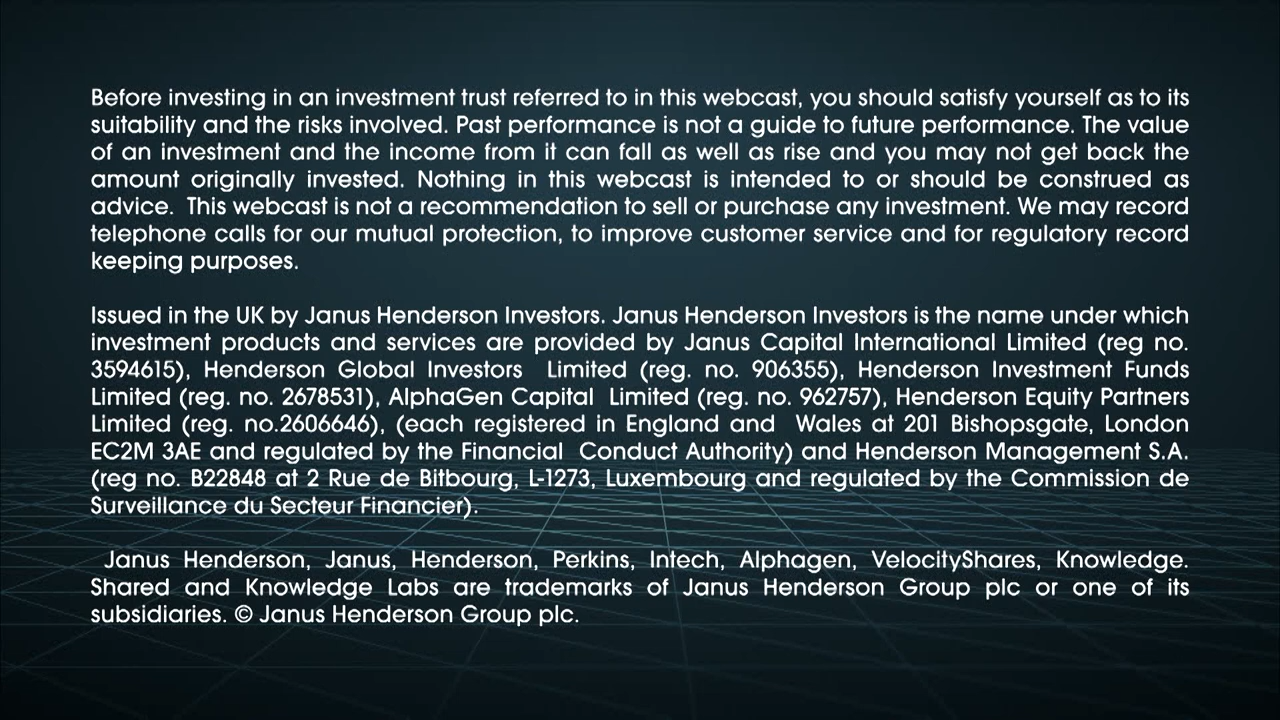 Before investing in an investment trust referred to in this webcast, you should satisfy yourself as to its
suitability and the risks involved. Past performance is not a guide to future performance. The value
of an investment and the income from it can fall as well as rise and you may not get back the
amount originally invested. Nothing in this webcast is intended to or should be construed as
advice.  This webcast is not a recommendation to sell or purchase any investment. We may record
telephone calls for our mutual protection, to improve customer service and for regulatory record
keeping purposes.
Issued in the UK by Janus Henderson Investors. Janus Henderson Investors is the name under which
investment products and services are provided by Janus Capital International Limited (reg no.
3594615), Henderson Global Investors  Limited (reg. no. 906355), Henderson Investment Funds
Limited (reg. no. 2678531), AlphaGen Capital  Limited (reg. no. 962757), Henderson Equity Partners
Limited (reg. no.2606646), (each registered in England and  Wales at 201 Bishopsgate, London
EC2M 3AE and regulated by the Financial  Conduct Authority) and Henderson Management S.A.
(reg no. B22848 at 2 Rue de Bitbourg, L-1273, Luxembourg and regulated by the Commission de
Surveillance du Secteur Financier).
Janus Henderson, Janus, Henderson, Perkins, Intech, Alphagen, VelocityShares, Knowledge.
Shared and Knowledge Labs are trademarks of Janus Henderson Group plc or one of its
subsidiaries. © Janus Henderson Group plc.